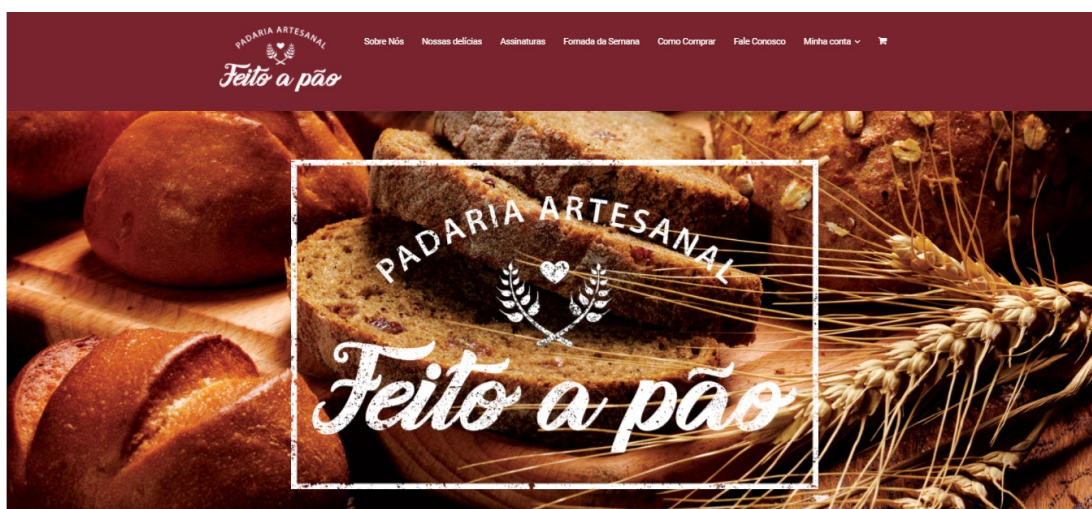 PADARIA ARTESANAL
Feito a pão
Sobre Nós Nossas delícias Assinaturas Fornada da Semana Como Comprar Fale Conosco Minha conta
PADARIA ARTESANAL
Feito a pão